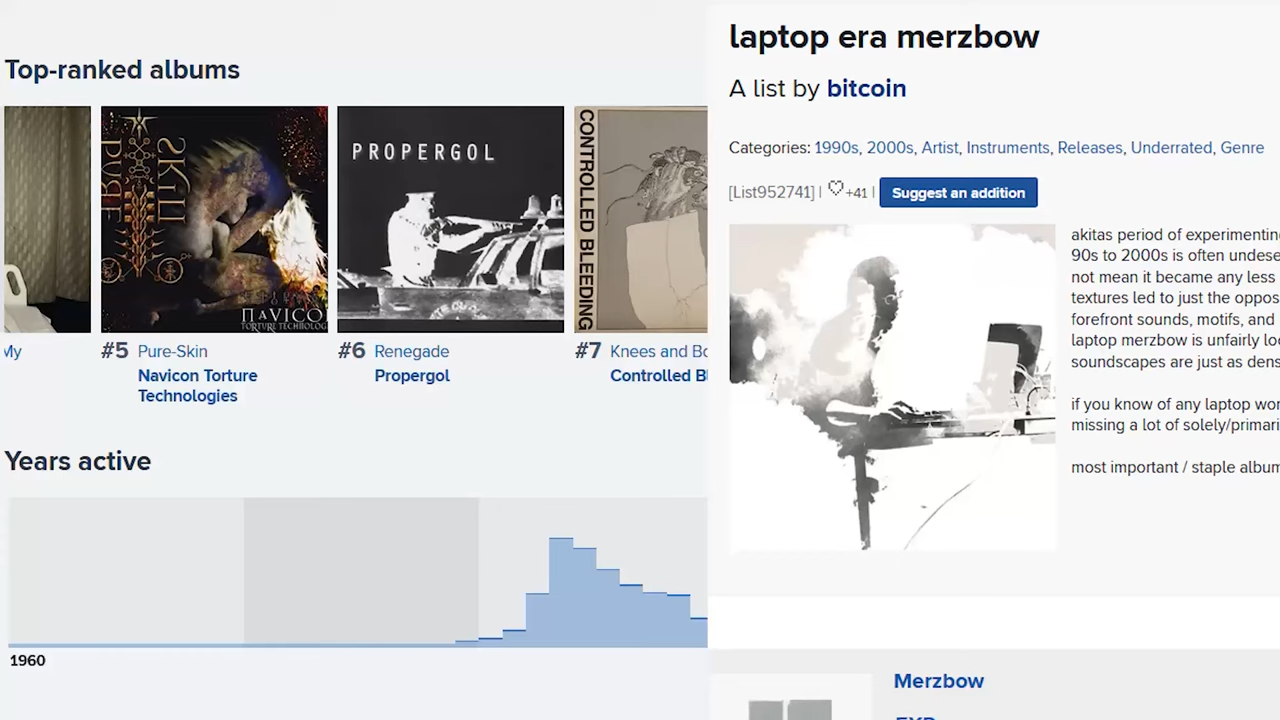 Top-ranked albums
PROPERGOL
CONTROLLED BLEEDING
My
#5 Pure-Skin
Navicon Torture
Technologies
#6 Renegade
Propergol
#7 Knees and Bo
Controlled Bl
Years active
1960
laptop era merzbow
A list by bitcoin
Categories: 1990s, 2000s, Artist, Instruments, Releases, Underrated, Genre
[List952741] | +41 | Suggest an addition
akitas period of experimentin
90s to 2000s is often undese
not mean it became any less
textures led to just the oppos
forefront sounds, motifs, and
laptop merzbow is unfairly loo
soundscapes are just as dens
if you know of any laptop wor
missing a lot of solely/primari
most important / staple album
Merzbow